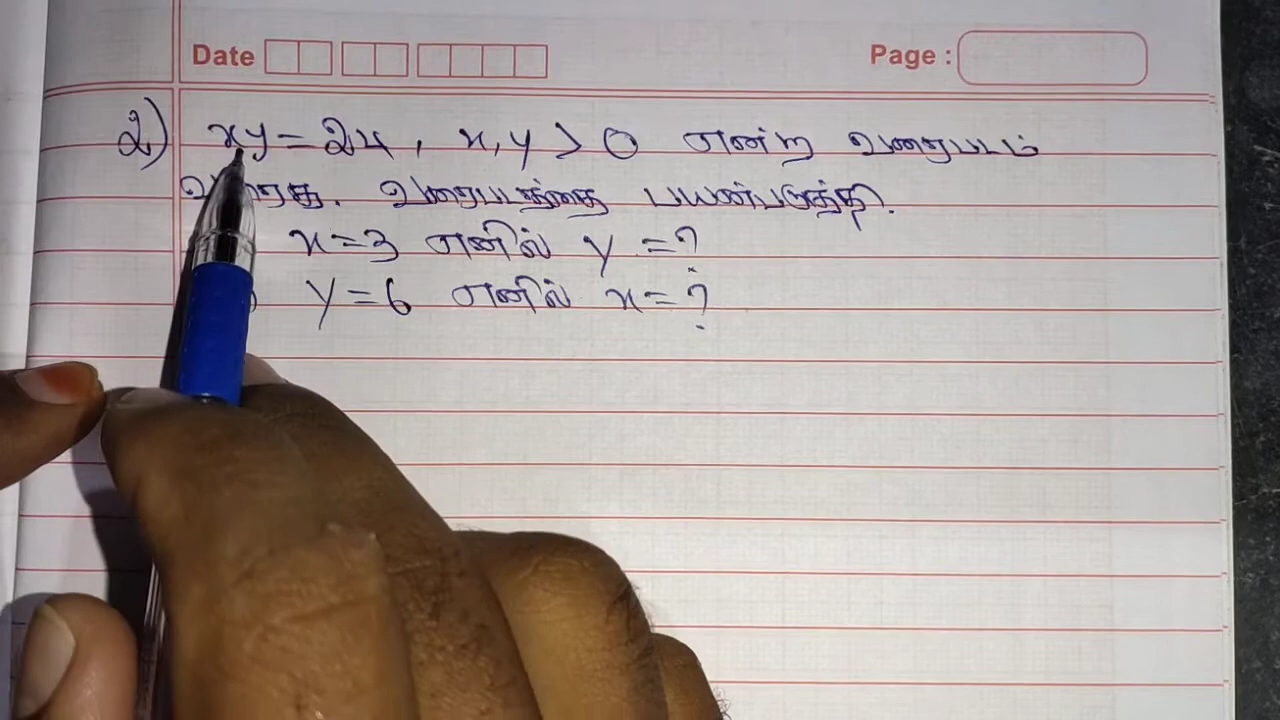 Date Page :
2) xy = 24 , x, y > 0 என்ற வரைபடம்
வரைக. வரைபடத்தை பயன்படுத்தி.
x = 3 எனில் y = ?
y = 6 எனில் x = ?